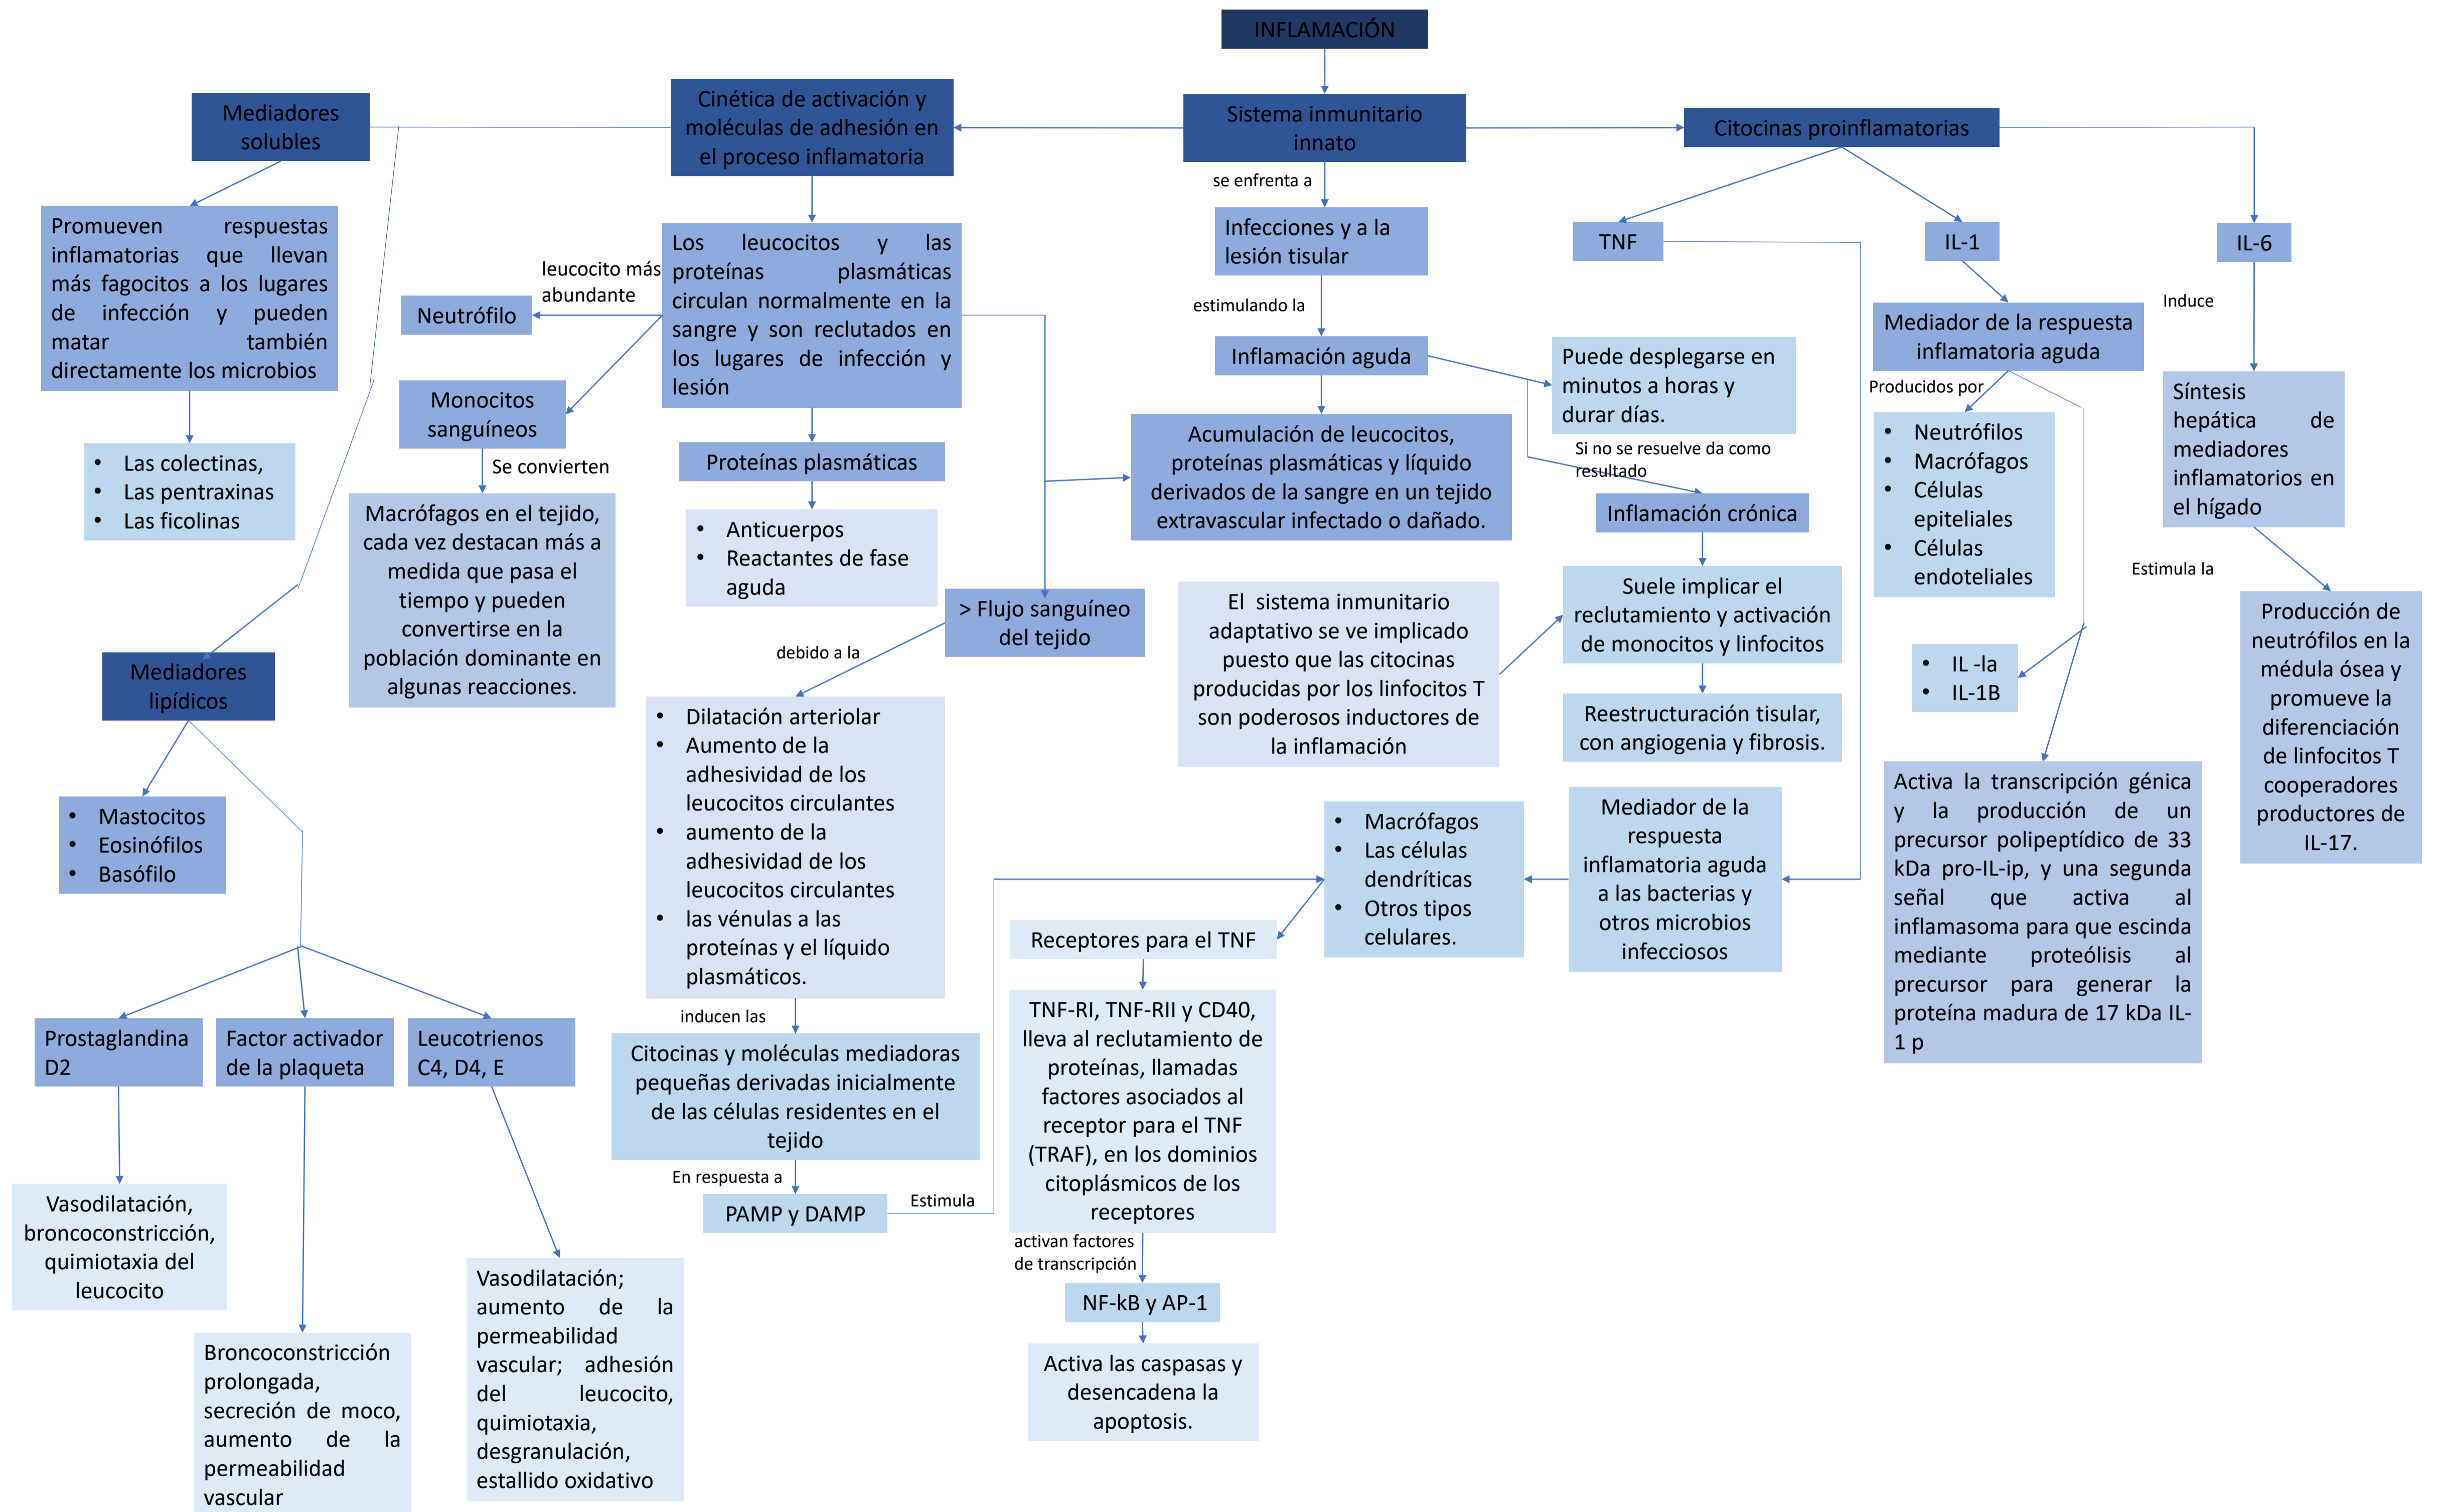 INFLAMACIÓN
Mediadores
solubles
Cinética de activación y
moléculas de adhesión en
el proceso inflamatoria
Sistema inmunitario
innato
Citocinas proinflamatorias
Promueven respuestas
inflamatorias que llevan
más fagocitos a los lugares
de infección y pueden
matar también
directamente los microbios
Las colectinas,
Las pentraxinas
Las ficolinas
leucocito más
abundante
Neutrófilo
Monocitos
sanguíneos
Se convierten
Macrófagos en el tejido,
cada vez destacan más a
medida que pasa el
tiempo y pueden
convertirse en la
población dominante en
algunas reacciones.
Los leucocitos y las
proteínas plasmáticas
circulan normalmente en la
sangre y son reclutados en
los lugares de infección y
lesión
Proteínas plasmáticas
Anticuerpos
Reactantes de fase
aguda
> Flujo sanguíneo
del tejido
debido a la
Dilatación arteriolar
Aumento de la
adhesividad de los
leucocitos circulantes
aumento de la
adhesividad de los
leucocitos circulantes
las vénulas a las
proteínas y el líquido
plasmáticos.
inducen las
Citocinas y moléculas mediadoras
pequeñas derivadas inicialmente
de las células residentes en el
tejido
En respuesta a
PAMP y DAMP
Estimula
se enfrenta a
Infecciones y a la
lesión tisular
estimulando la
Inflamación aguda
Puede desplegarse en
minutos a horas y
durar días.
Acumulación de leucocitos,
proteínas plasmáticas y líquido
derivados de la sangre en un tejido
extravascular infectado o dañado.
Si no se resuelve da como
resultado
Inflamación crónica
Suele implicar el
reclutamiento y activación
de monocitos y linfocitos
El sistema inmunitario
adaptativo se ve implicado
puesto que las citocinas
producidas por los linfocitos T
son poderosos inductores de
la inflamación
Reestructuración tisular,
con angiogenia y fibrosis.
TNF
IL-1
IL-6
Mediador de la respuesta
inflamatoria aguda
Producidos por
Neutrófilos
Macrófagos
Células
epiteliales
Células
endoteliales
IL -la
IL-1B
Activa la transcripción génica
y la producción de un
precursor polipeptídico de 33
kDa pro-IL-ip, y una segunda
señal que activa al
inflamasoma para que escinda
mediante proteólisis al
precursor para generar la
proteína madura de 17 kDa IL-
1 p
Induce
Síntesis
hepática de
mediadores
inflamatorios en
el hígado
Estimula la
Producción de
neutrófilos en la
médula ósea y
promueve la
diferenciación
de linfocitos T
cooperadores
productores de
IL-17.
Mediador de la
respuesta
inflamatoria aguda
a las bacterias y
otros microbios
infecciosos
Macrófagos
Las células
dendríticas
Otros tipos
celulares.
Receptores para el TNF
TNF-RI, TNF-RII y CD40,
lleva al reclutamiento de
proteínas, llamadas
factores asociados al
receptor para el TNF
(TRAF), en los dominios
citoplásmicos de los
receptores
activan factores
de transcripción
NF-kB y AP-1
Activa las caspasas y
desencadena la
apoptosis.
Mediadores
lipídicos
Mastocitos
Eosinófilos
Basófilo
Prostaglandina
D2
Factor activador
de la plaqueta
Leucotrienos
C4, D4, E
Vasodilatación,
broncoconstricción,
quimiotaxia del
leucocito
Broncoconstricción
prolongada,
secreción de moco,
aumento de la
permeabilidad
vascular
Vasodilatación;
aumento de la
permeabilidad
vascular; adhesión
del leucocito,
quimiotaxia,
desgranulación,
estallido oxidativo